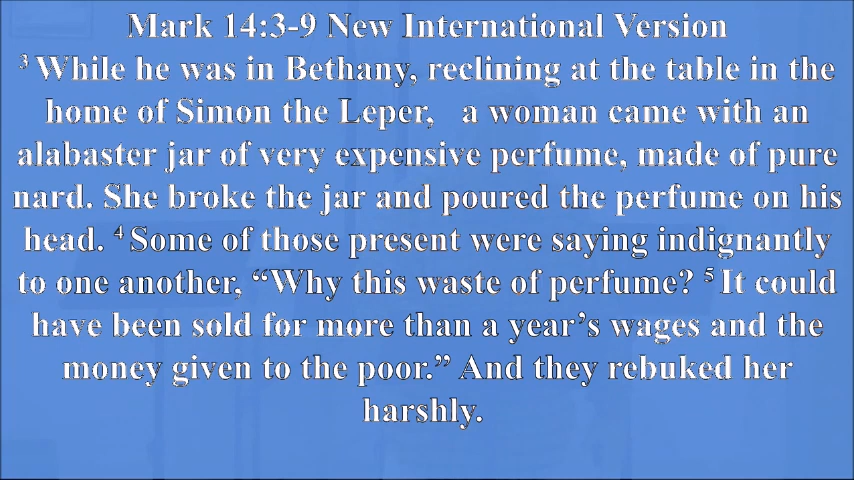 Mark 14:3-9 New International Version
³ While he was in Bethany, reclining at the table in the
home of Simon the Leper, a woman came with an
alabaster jar of very expensive perfume, made of pure
nard. She broke the jar and poured the perfume on his
head. ⁴ Some of those present were saying indignantly
to one another, “Why this waste of perfume? ⁵ It could
have been sold for more than a year’s wages and the
money given to the poor.” And they rebuked her
harshly.